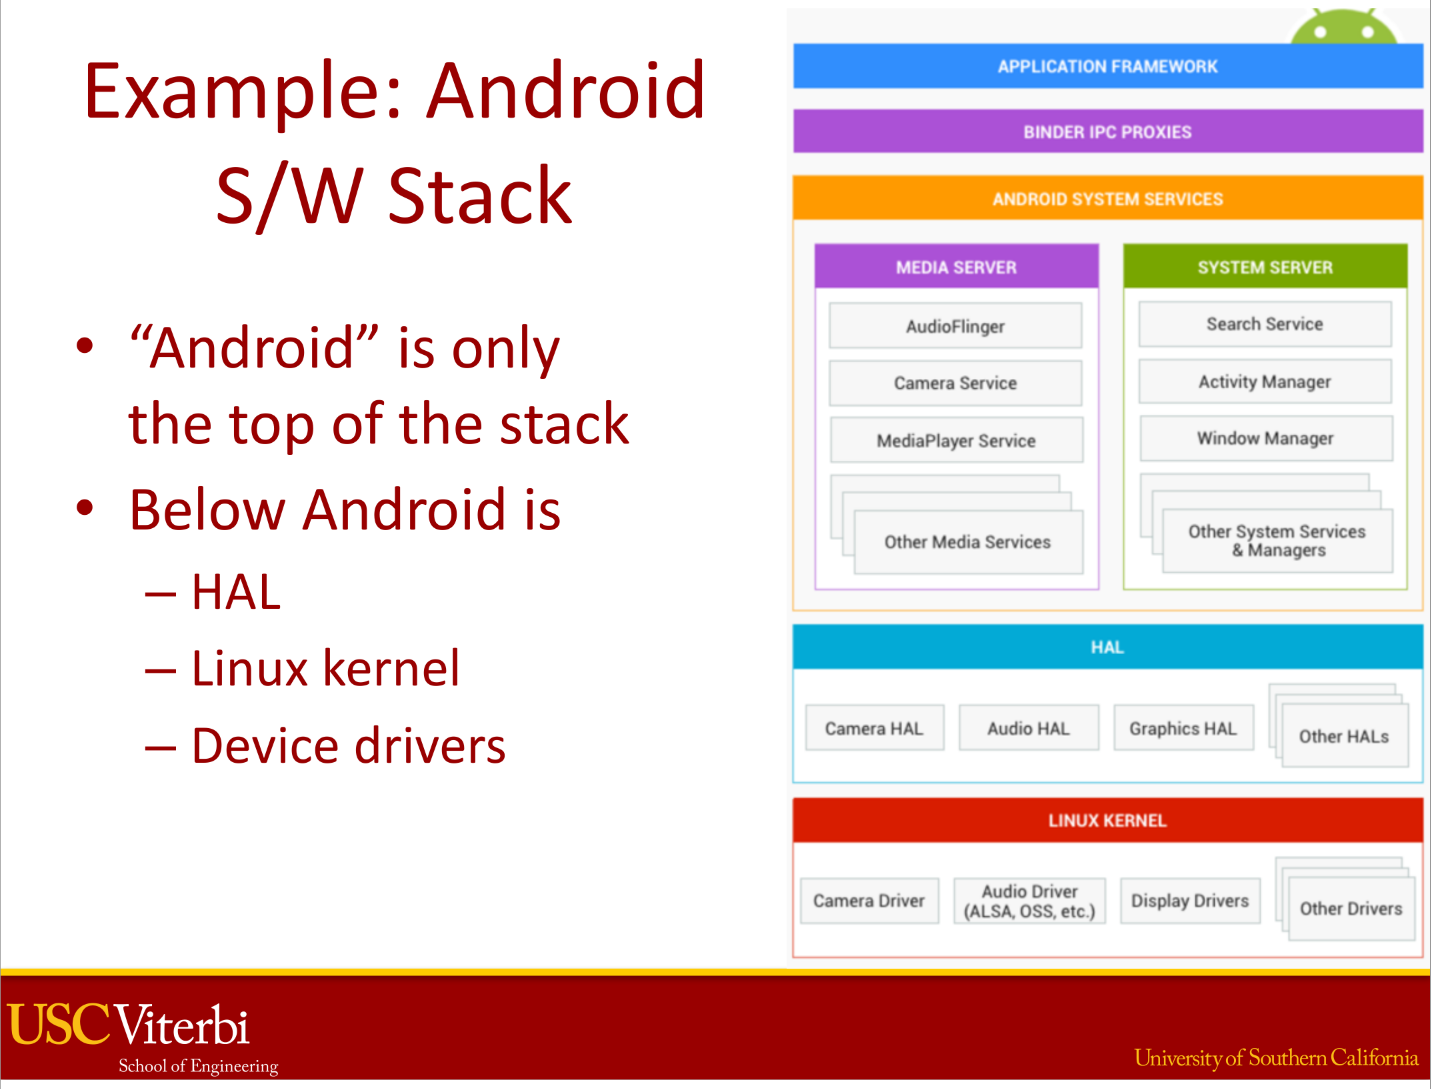 Example: Android
S/W Stack
• “Android” is only
the top of the stack
• Below Android is
– HAL
– Linux kernel
– Device drivers
APPLICATION FRAMEWORK
BINDER IPC PROXIES
ANDROID SYSTEM SERVICES
MEDIA SERVER
AudioFlinger
Camera Service
MediaPlayer Service
Other Media Services
SYSTEM SERVER
Search Service
Activity Manager
Window Manager
Other System Services
& Managers
HAL
Camera HAL
Audio HAL
Graphics HAL
Other HALs
LINUX KERNEL
Camera Driver
Audio Driver
(ALSA, OSS, etc.)
Display Drivers
Other Drivers
USC Viterbi
School of Engineering
University of Southern California